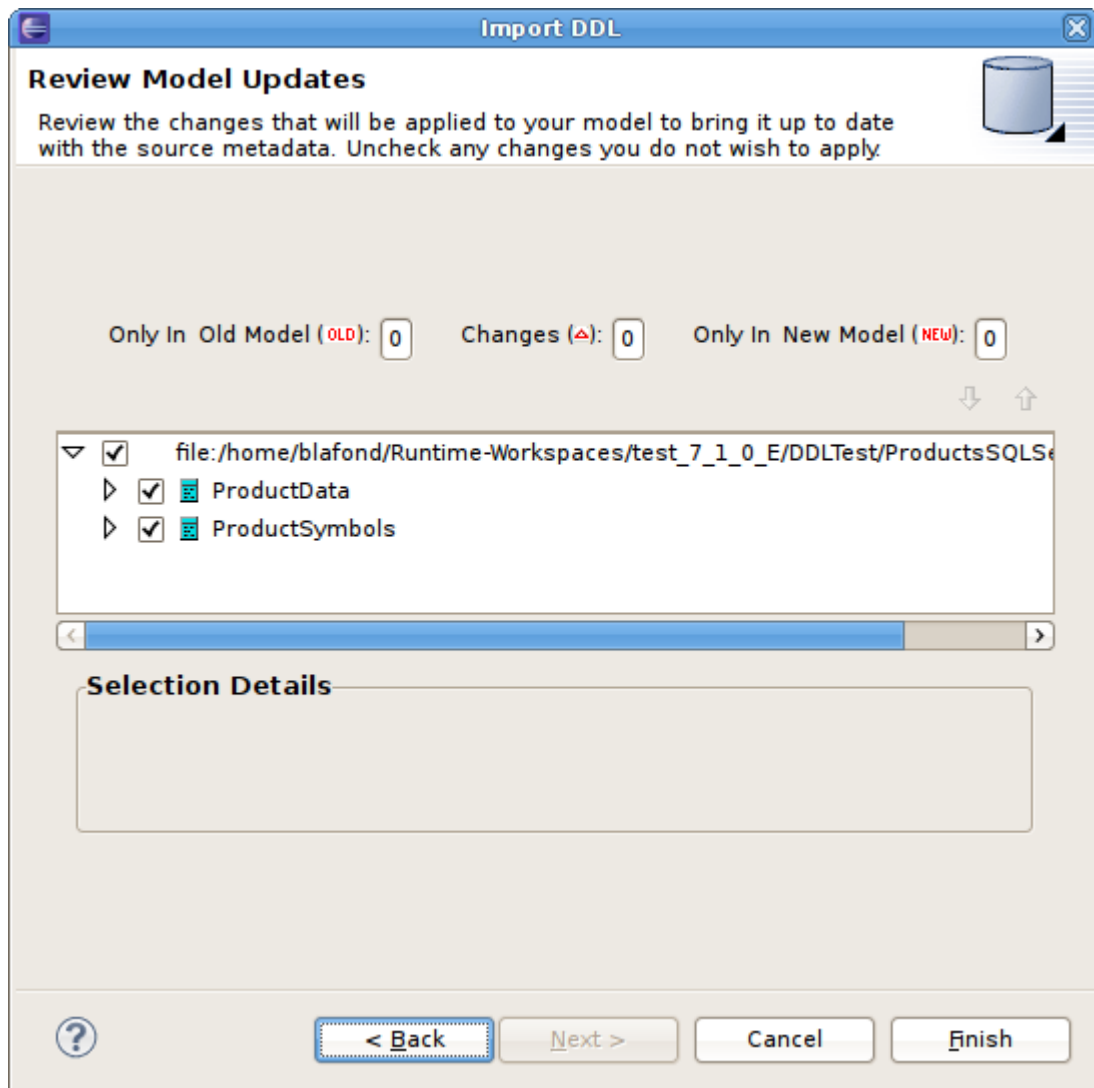 Import DDL
Review Model Updates
Review the changes that will be applied to your model to bring it up to date
with the source metadata. Uncheck any changes you do not wish to apply.
Only In Old Model (OLD): 0 Changes ( ): 0 Only In New Model (NEW): 0
file:/home/blafond/Runtime-Workspaces/test_7_1_0_E/DDLTest/ProductsSQLSe
ProductData
ProductSymbols
Selection Details
? < Back Next > Cancel Finish